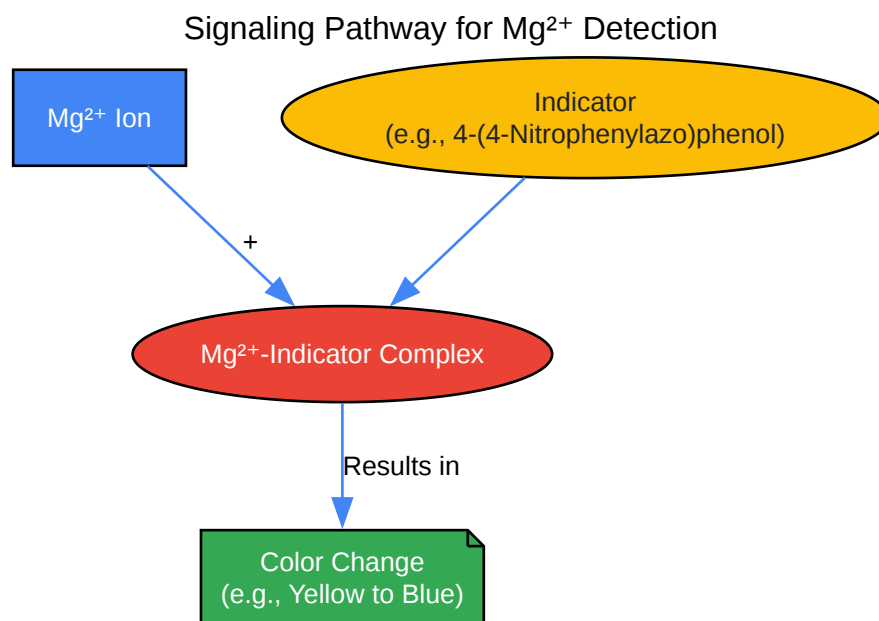 Signaling Pathway for Mg²⁺ Detection
Mg²⁺ Ion
Indicator
(e.g., 4-(4-Nitrophenylazo)phenol)
+
Mg²⁺-Indicator Complex
Results in
Color Change
(e.g., Yellow to Blue)